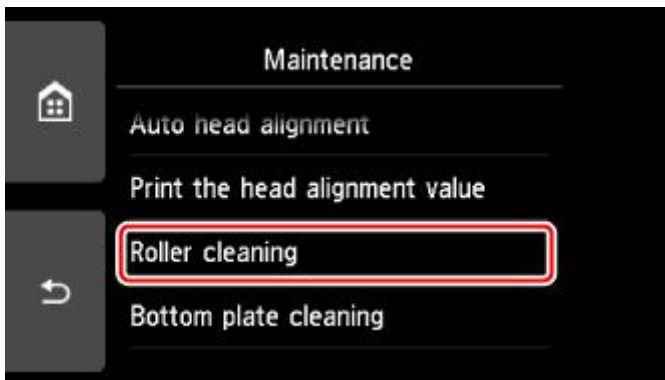 Maintenance
Auto head alignment
Print the head alignment value
Roller cleaning
Bottom plate cleaning